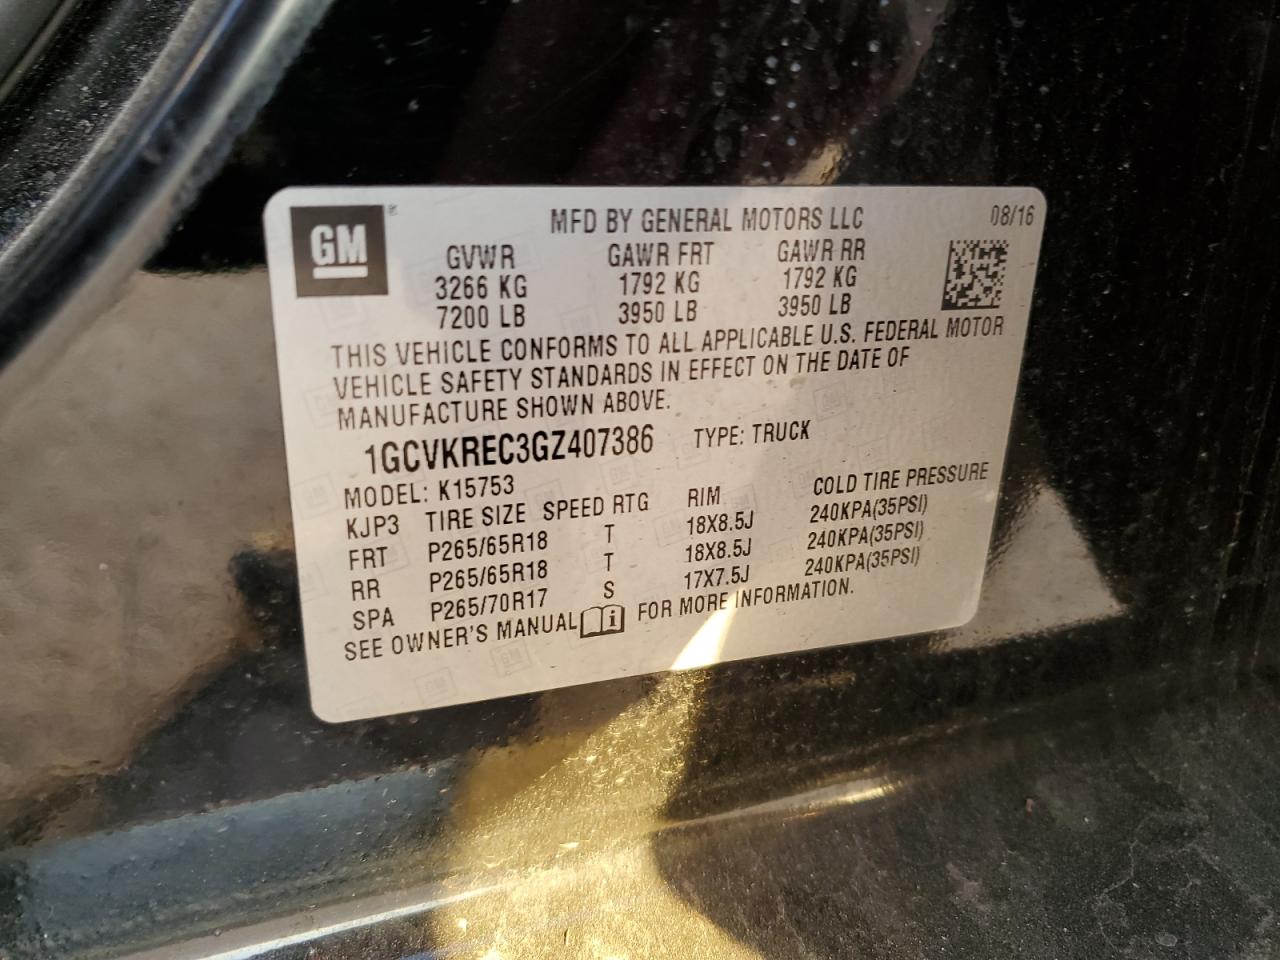 GM
®
MFD BY GENERAL MOTORS LLC 08/16
GVWR GAWR FRT GAWR RR
3266 KG 1792 KG 1792 KG
7200 LB 3950 LB 3950 LB
THIS VEHICLE CONFORMS TO ALL APPLICABLE U.S. FEDERAL MOTOR
VEHICLE SAFETY STANDARDS IN EFFECT ON THE DATE OF
MANUFACTURE SHOWN ABOVE.
1GCVKREC3GZ407386 TYPE: TRUCK
MODEL: K15753
KJP3 TIRE SIZE SPEED RTG RIM COLD TIRE PRESSURE
FRT P265/65R18 T 18X8.5J 240KPA(35PSI)
RR P265/65R18 T 18X8.5J 240KPA(35PSI)
SPA P265/70R17 S 17X7.5J 240KPA(35PSI)
SEE OWNER'S MANUAL i FOR MORE INFORMATION.